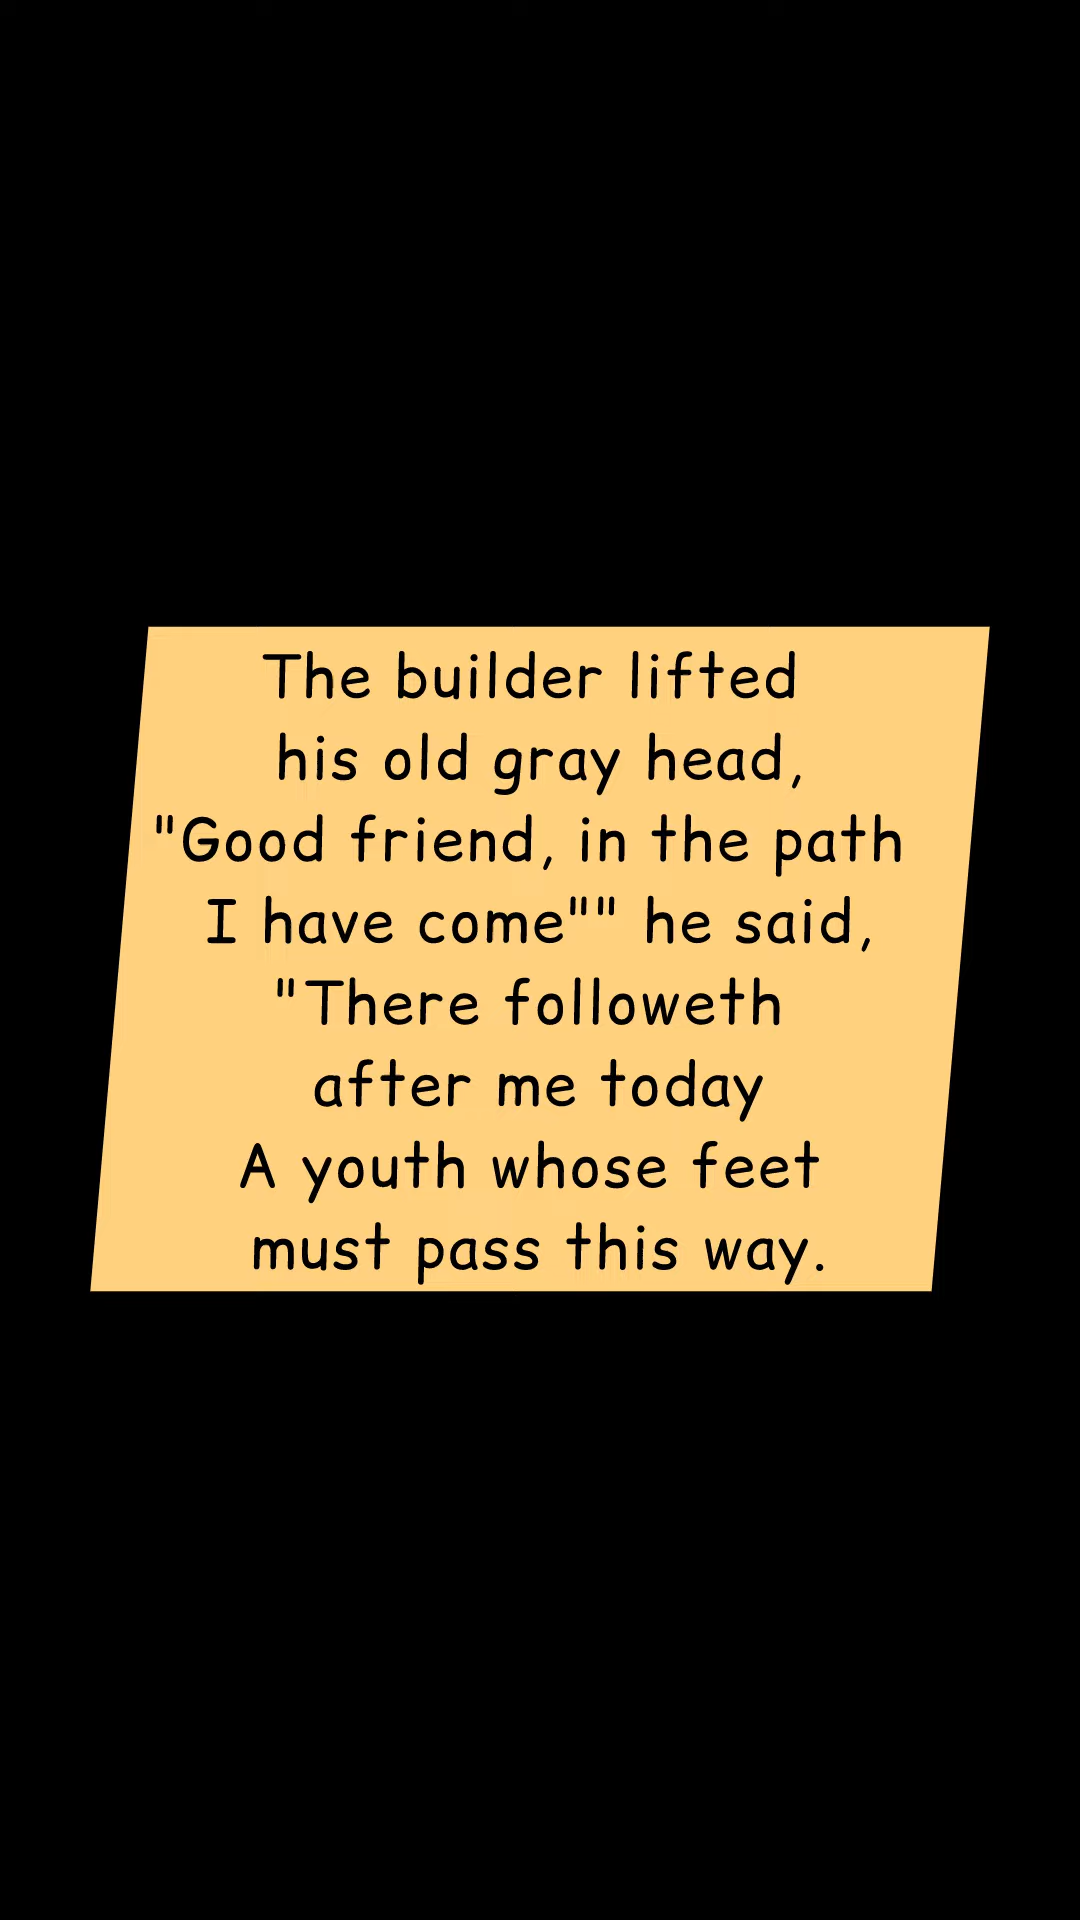 The builder lifted
his old gray head,
"Good friend, in the path
I have come"" he said,
"There followeth
after me today
A youth whose feet
must pass this way.